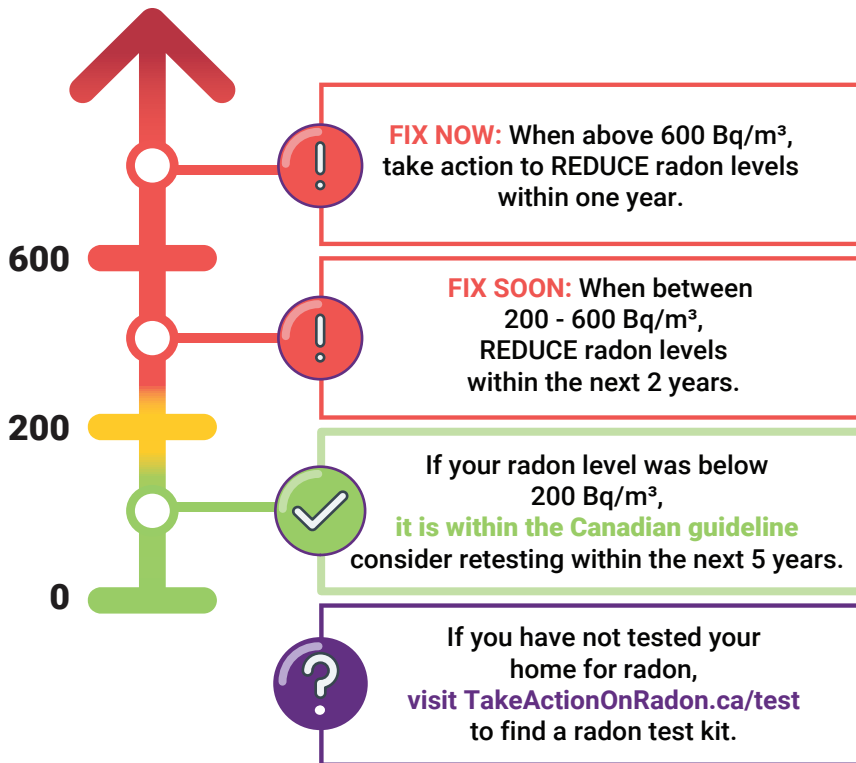 FIX NOW: When above 600 Bq/m³,
take action to REDUCE radon levels
within one year.
600
FIX SOON: When between
200 - 600 Bq/m³,
REDUCE radon levels
within the next 2 years.
200
If your radon level was below
200 Bq/m³,
it is within the Canadian guideline
consider retesting within the next 5 years.
0
If you have not tested your
home for radon,
visit TakeActionOnRadon.ca/test
to find a radon test kit.